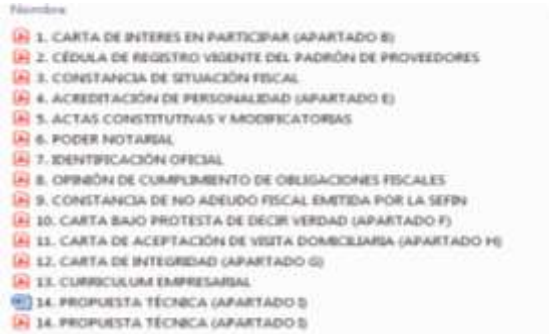 Nombre
1. CARTA DE INTERES EN PARTICIPAR (APARTADO B)
2. CÉDULA DE REGISTRO VIGENTE DEL PADRÓN DE PROVEEDORES
3. CONSTANCIA DE SITUACIÓN FISCAL
4. ACREDITACIÓN DE PERSONALIDAD (APARTADO E)
5. ACTAS CONSTITUTIVAS Y MODIFICATORIAS
6. PODER NOTARIAL
7. IDENTIFICACIÓN OFICIAL
8. OPINIÓN DE CUMPLIMIENTO DE OBLIGACIONES FISCALES
9. CONSTANCIA DE NO ADEUDO FISCAL EMITIDA POR LA SEFIN
10. CARTA BAJO PROTESTA DE DECIR VERDAD (APARTADO F)
11. CARTA DE ACEPTACIÓN DE VISITA DOMICILIARIA (APARTADO H)
12. CARTA DE INTEGRIDAD (APARTADO G)
13. CURRICULUM EMPRESARIAL
14. PROPUESTA TÉCNICA (APARTADO I)
14. PROPUESTA TÉCNICA (APARTADO I)